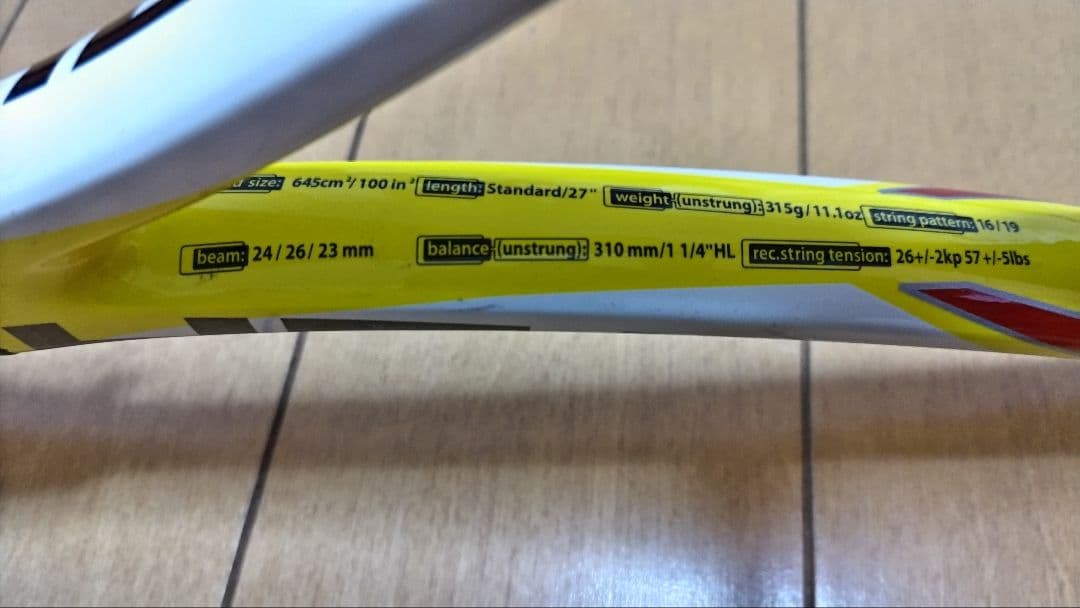 size: 645cm²/100 in² length: Standard/27" weight (unstrung): 315g/11.1oz string pattern: 16/19
beam: 24 / 26 / 23 mm balance (unstrung): 310 mm/1 1/4"HL rec.string tension: 26+/-2kp 57 +/-5lbs